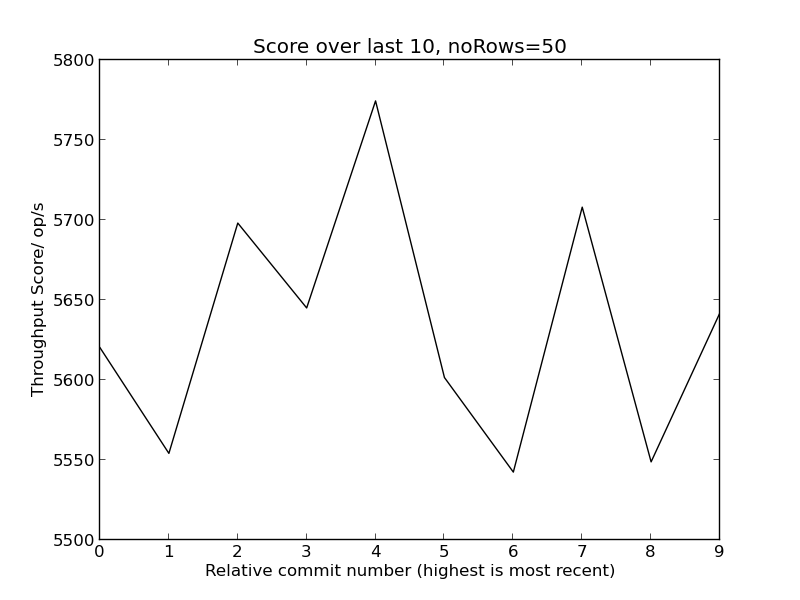 Score over last 10, noRows=50
5800
5750
5700
5650
5600
5550
5500
Throughput Score/ op/s
0 1 2 3 4 5 6 7 8 9
Relative commit number (highest is most recent)